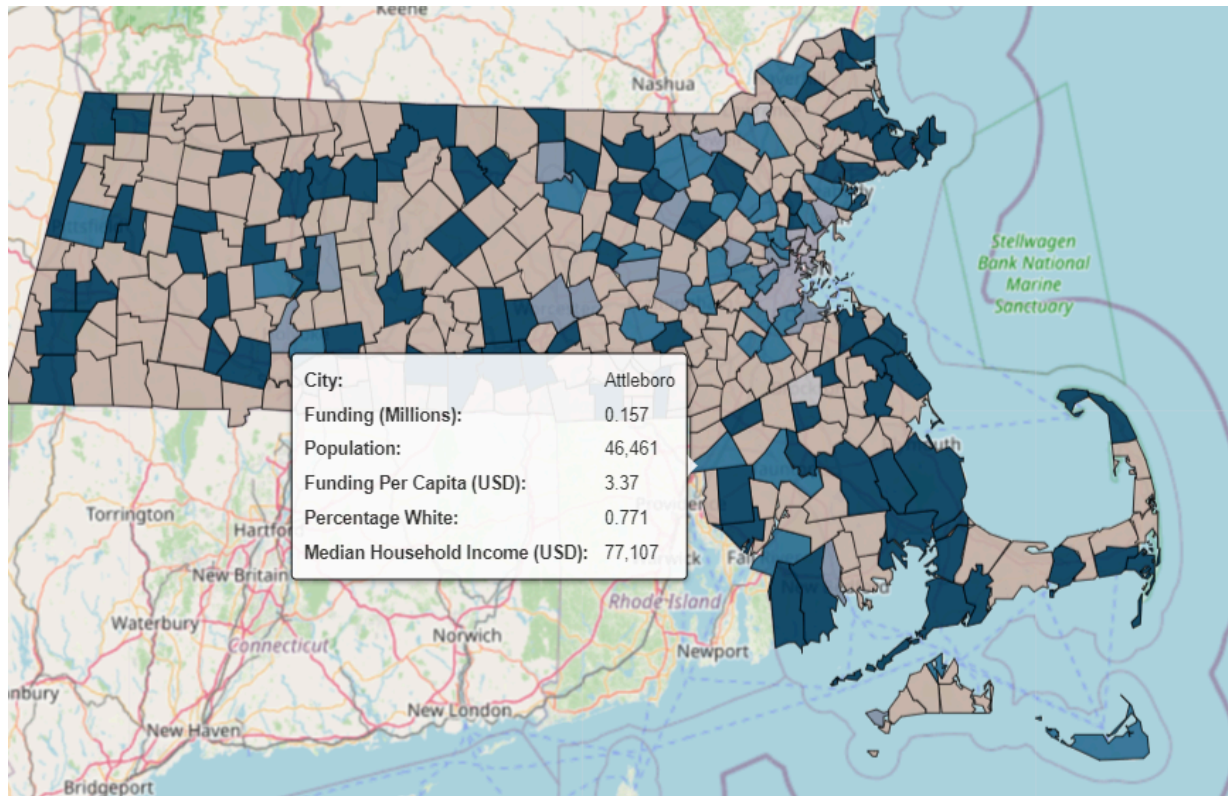 Keene
Nashua
Stellwagen
Bank National
Marine
Sanctuary
City: Attleboro
Funding (Millions): 0.157
Population: 46,461
Funding Per Capita (USD): 3.37
Percentage White: 0.771
Median Household Income (USD): 77,107
Torrington
Hartford
New Britain
Waterbury
Connecticut
Norwich
Rhode Island
Newport
New London
New Haven
Bridgeport